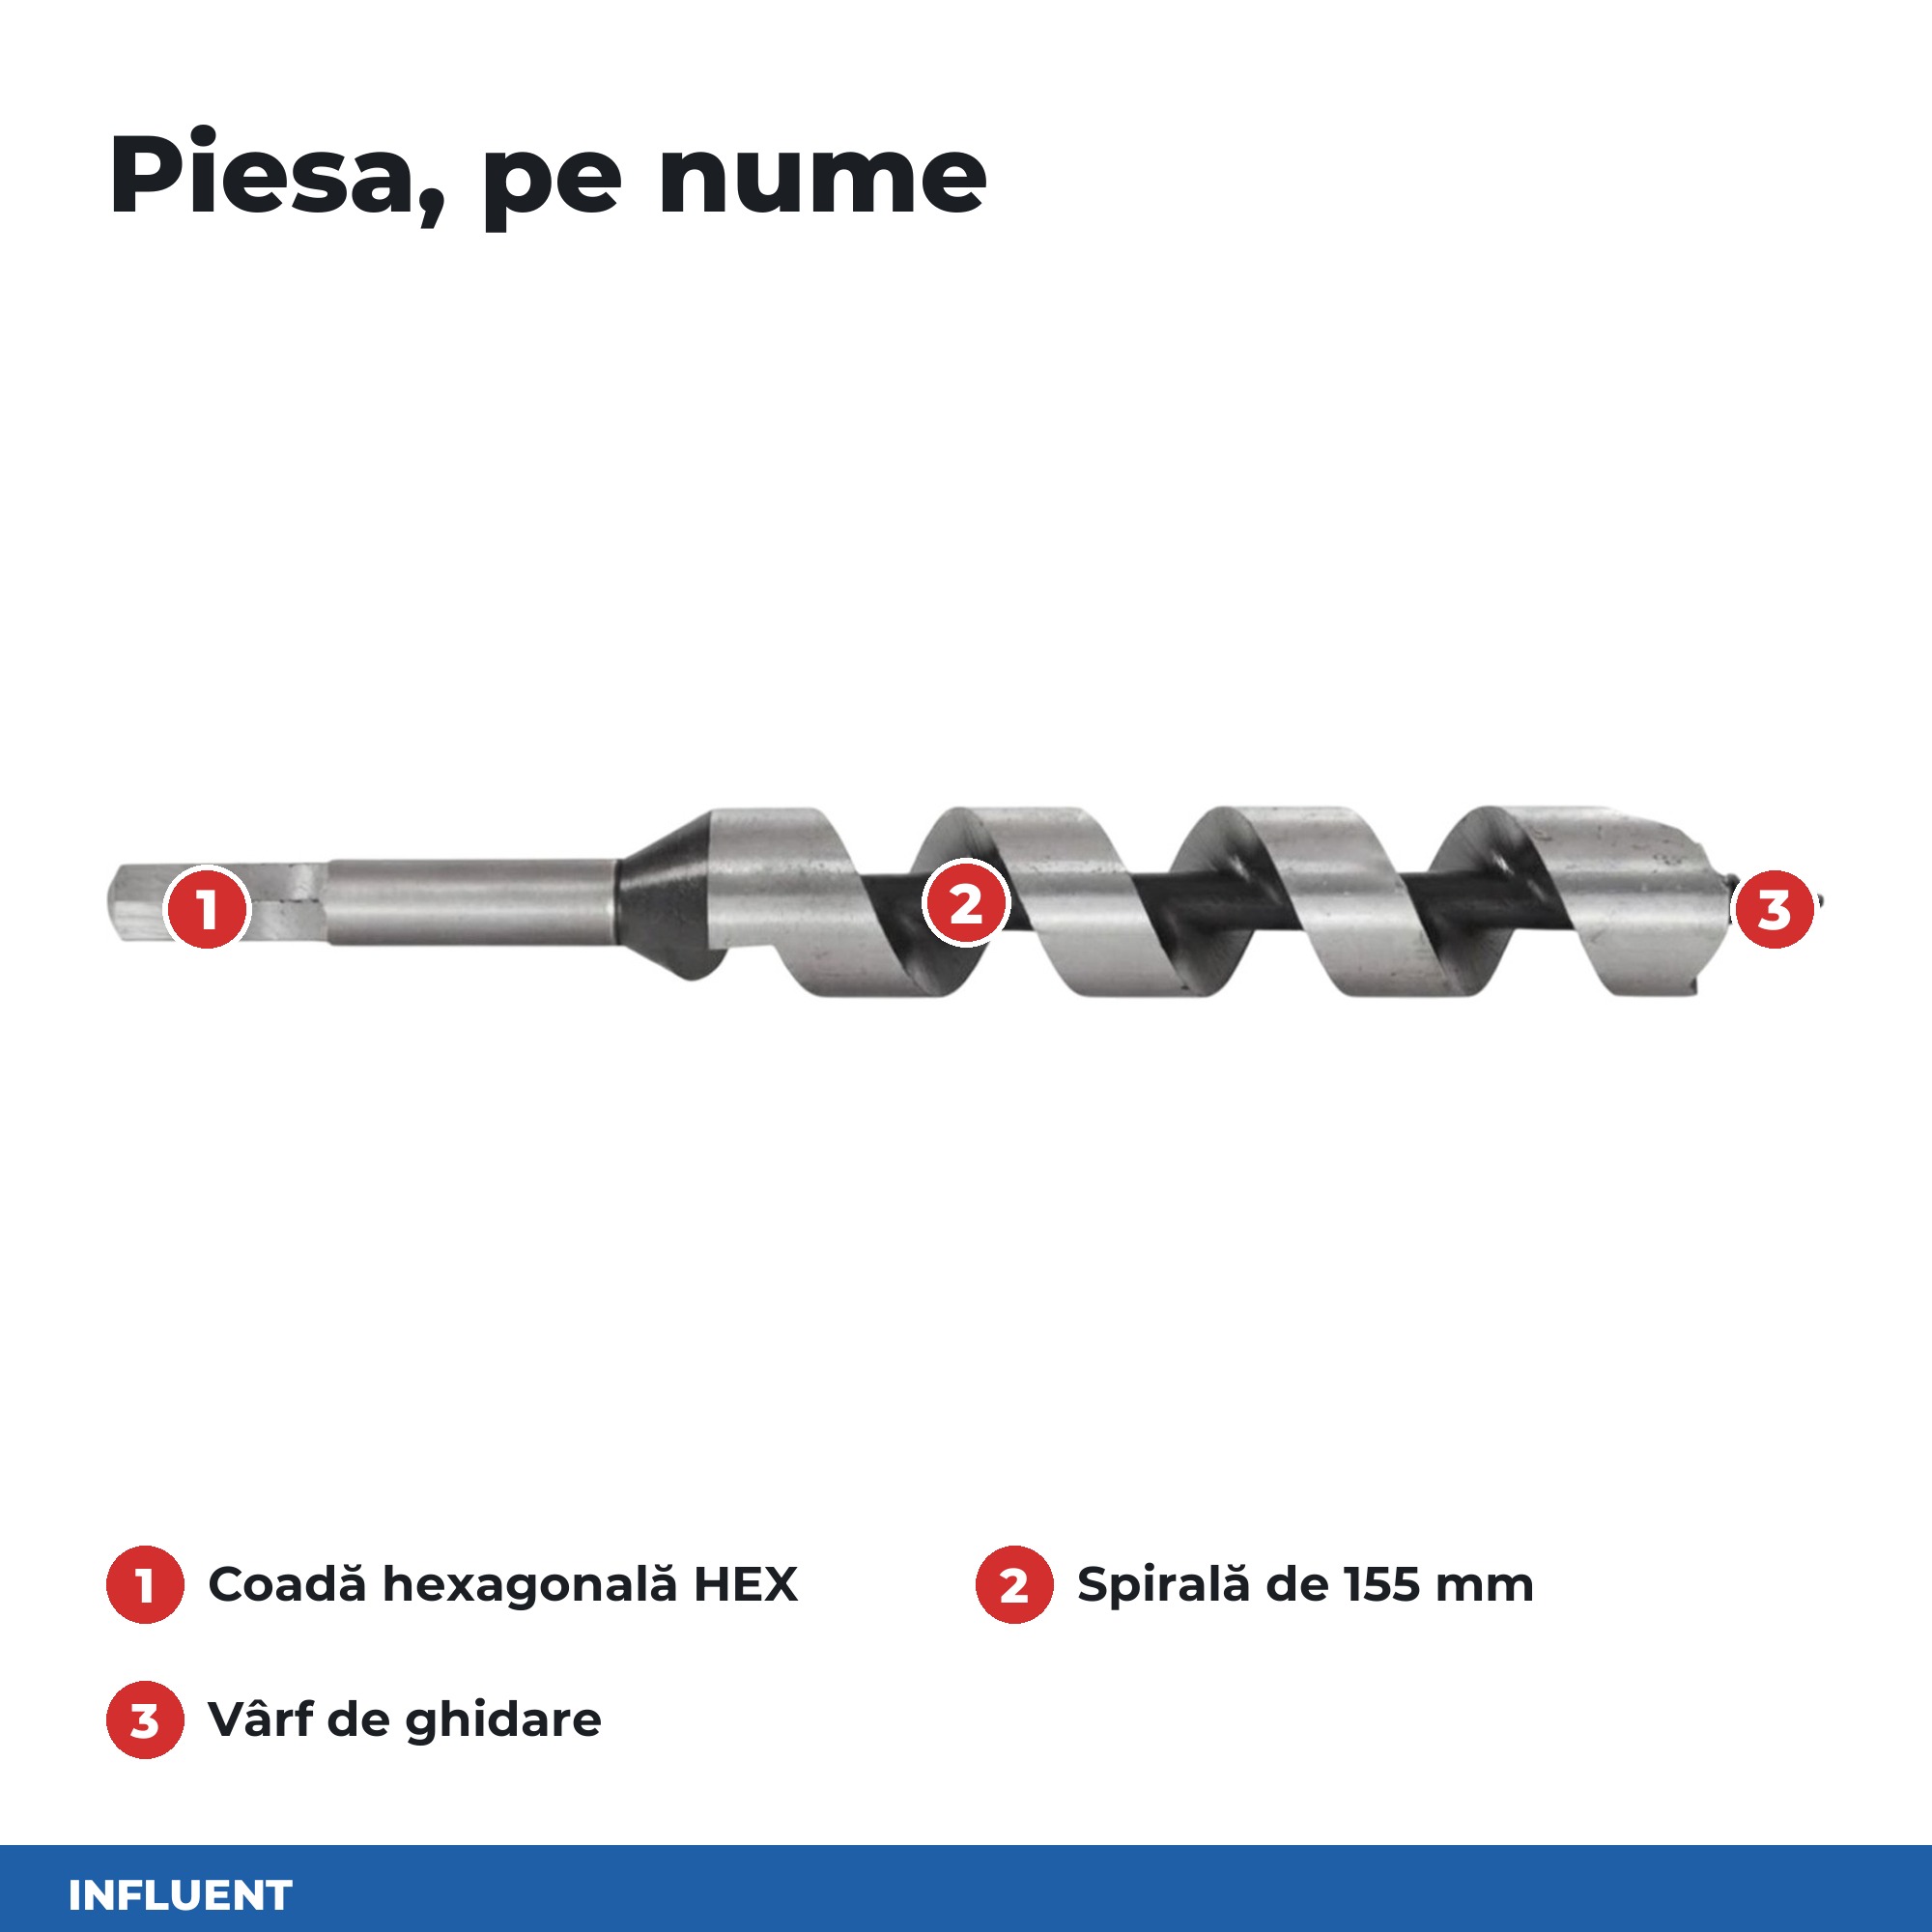 Piesa, pe nume
1
2
3
1 Coadă hexagonală HEX
2 Spirală de 155 mm
3 Vârf de ghidare
INFLUENT